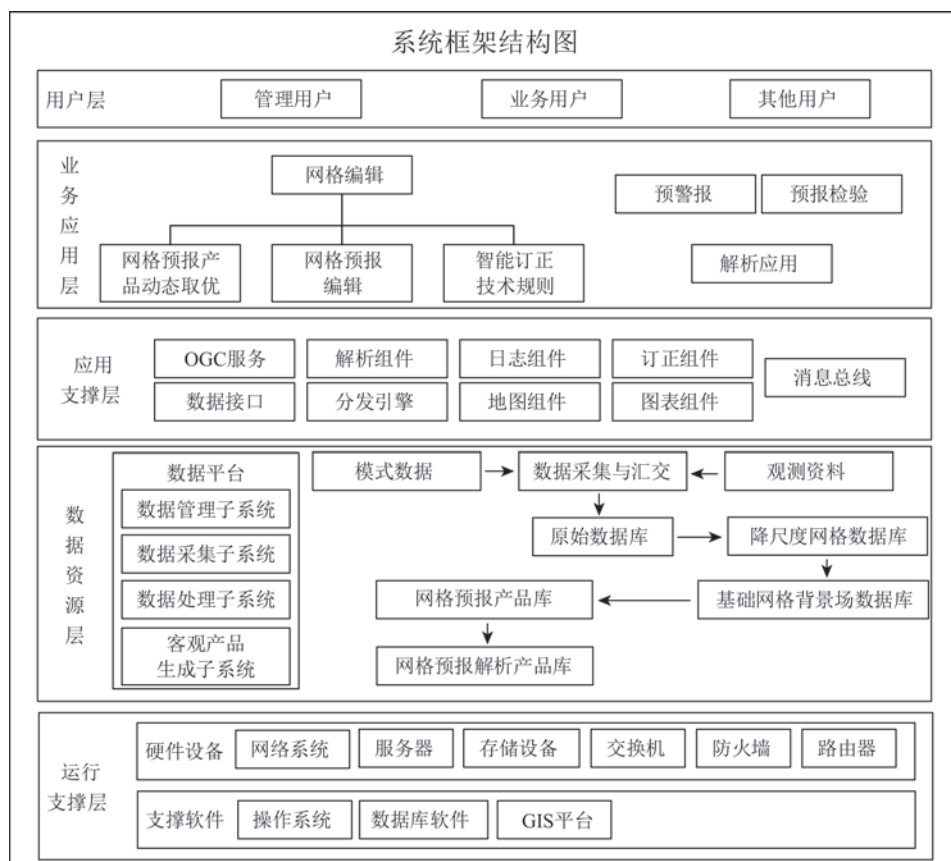 系统框架结构图
用户层
管理用户
业务用户
其他用户
业务应用层
网格编辑
预警报
预报检验
网格预报产
品动态取优
网格预报
编辑
智能订正
技术规则
解析应用
应用
支撑层
OGC服务
解析组件
日志组件
订正组件
消息总线
数据接口
分发引擎
地图组件
图表组件
数据资源层
数据平台
数据管理子系统
数据采集子系统
数据处理子系统
客观产品
生成子系统
模式数据
数据采集与汇交
观测资料
原始数据库
降尺度网格数据库
网格预报产品库
基础网格背景场数据库
网格预报解析产品库
运行
支撑层
硬件设备
网络系统
服务器
存储设备
交换机
防火墙
路由器
支撑软件
操作系统
数据库软件
GIS平台